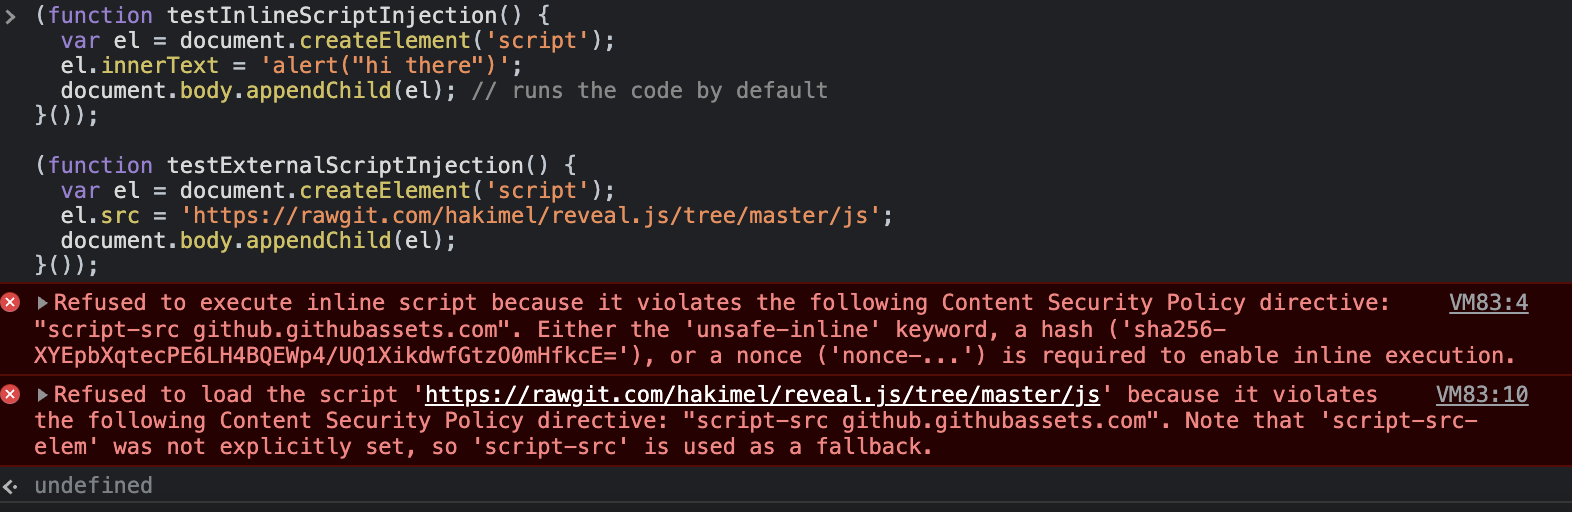 (function testInlineScriptInjection() {
var el = document.createElement('script');
el.innerText = 'alert("hi there")';
document.body.appendChild(el); // runs the code by default
}());
(function testExternalScriptInjection() {
var el = document.createElement('script');
el.src = 'https://rawgit.com/hakimel/reveal.js/tree/master/js';
document.body.appendChild(el);
}());
Refused to execute inline script because it violates the following Content Security Policy directive: VM83:4
"script-src github.githubassets.com". Either the 'unsafe-inline' keyword, a hash ('sha256-
XYEpbXqtecPE6LH4BQEWp4/UQ1XikdwfGtzO0mHfkcE='), or a nonce ('nonce-...') is required to enable inline execution.
Refused to load the script 'https://rawgit.com/hakimel/reveal.js/tree/master/js' because it violates VM83:10
the following Content Security Policy directive: "script-src github.githubassets.com". Note that 'script-src-
elem' was not explicitly set, so 'script-src' is used as a fallback.
undefined